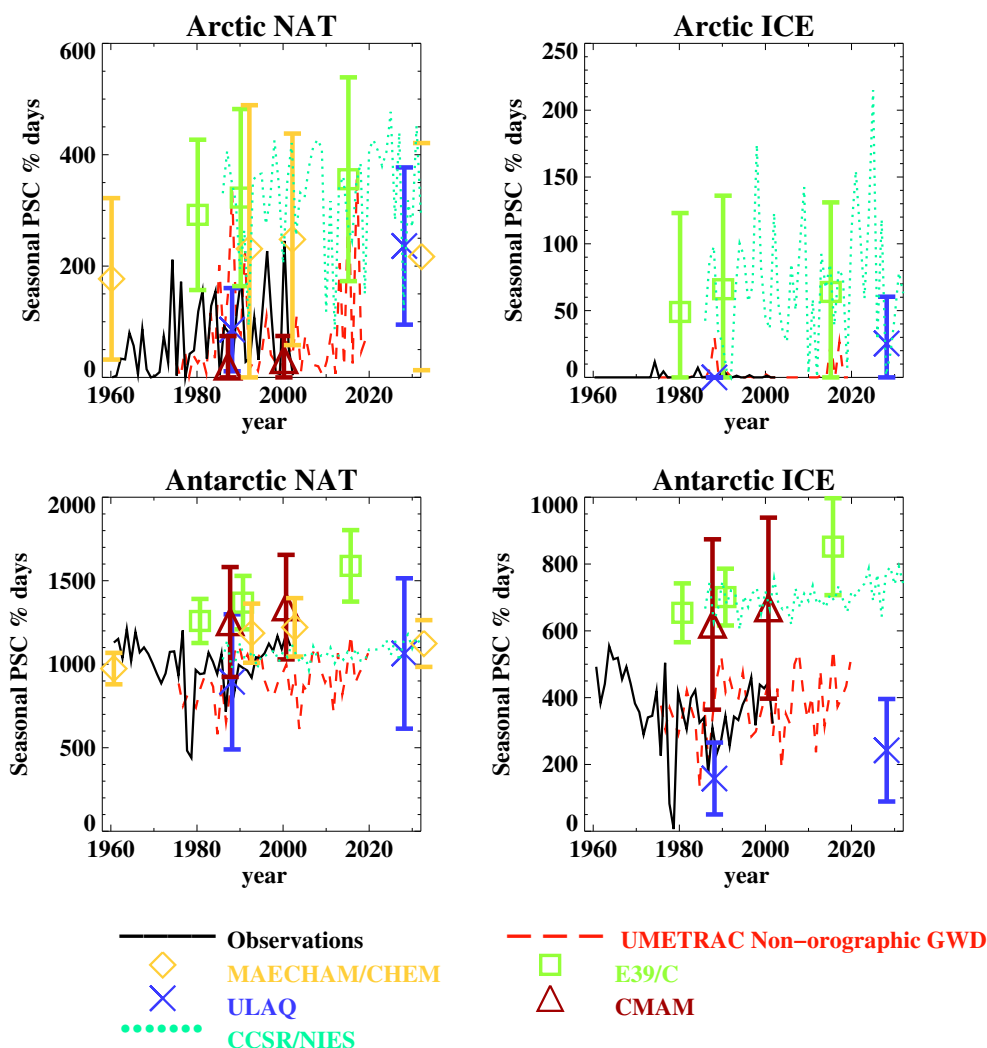 Arctic NAT
Arctic ICE
600
400
200
0
Seasonal PSC % days
1960 1980 2000 2020
year
250
200
150
100
50
0
Seasonal PSC % days
1960 1980 2000 2020
year
Antarctic NAT
Antarctic ICE
2000
1500
1000
500
0
Seasonal PSC % days
1960 1980 2000 2020
year
1000
800
600
400
200
0
Seasonal PSC % days
1960 1980 2000 2020
year
Observations
UMETRAC Non-orographic GWD
MAECHAM/CHEM
E39/C
ULAQ
CMAM
CCSR/NIES